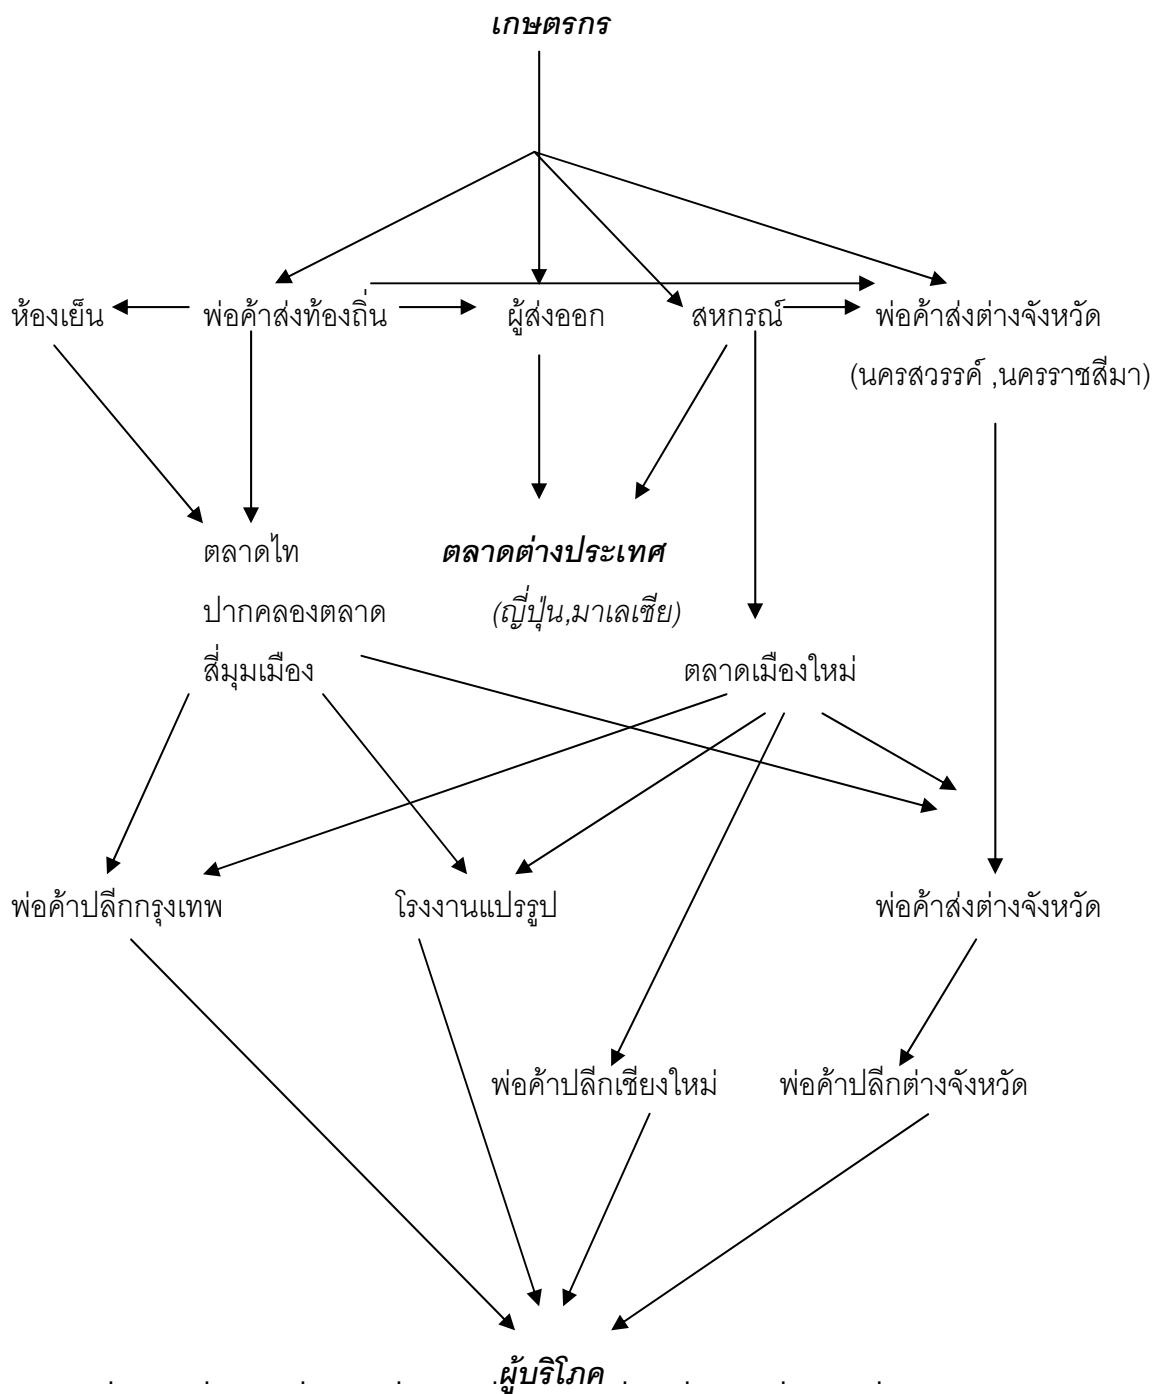 เกษตรกร
ห้องเย็น พ่อค้าส่งท้องถิ่น ผู้ส่งออก สหกรณ์ พ่อค้าส่งต่างจังหวัด
(นครสวรรค์ ,นครราชสีมา)
ตลาดไท ตลาดต่างประเทศ
ปากคลองตลาด (ญี่ปุ่น,มาเลเซีย)
สี่มุมเมือง ตลาดเมืองใหม่
พ่อค้าปลีกกรุงเทพ โรงงานแปรรูป พ่อค้าส่งต่างจังหวัด
พ่อค้าปลีกเชียงใหม่ พ่อค้าปลีกต่างจังหวัด
ผู้บริโภค